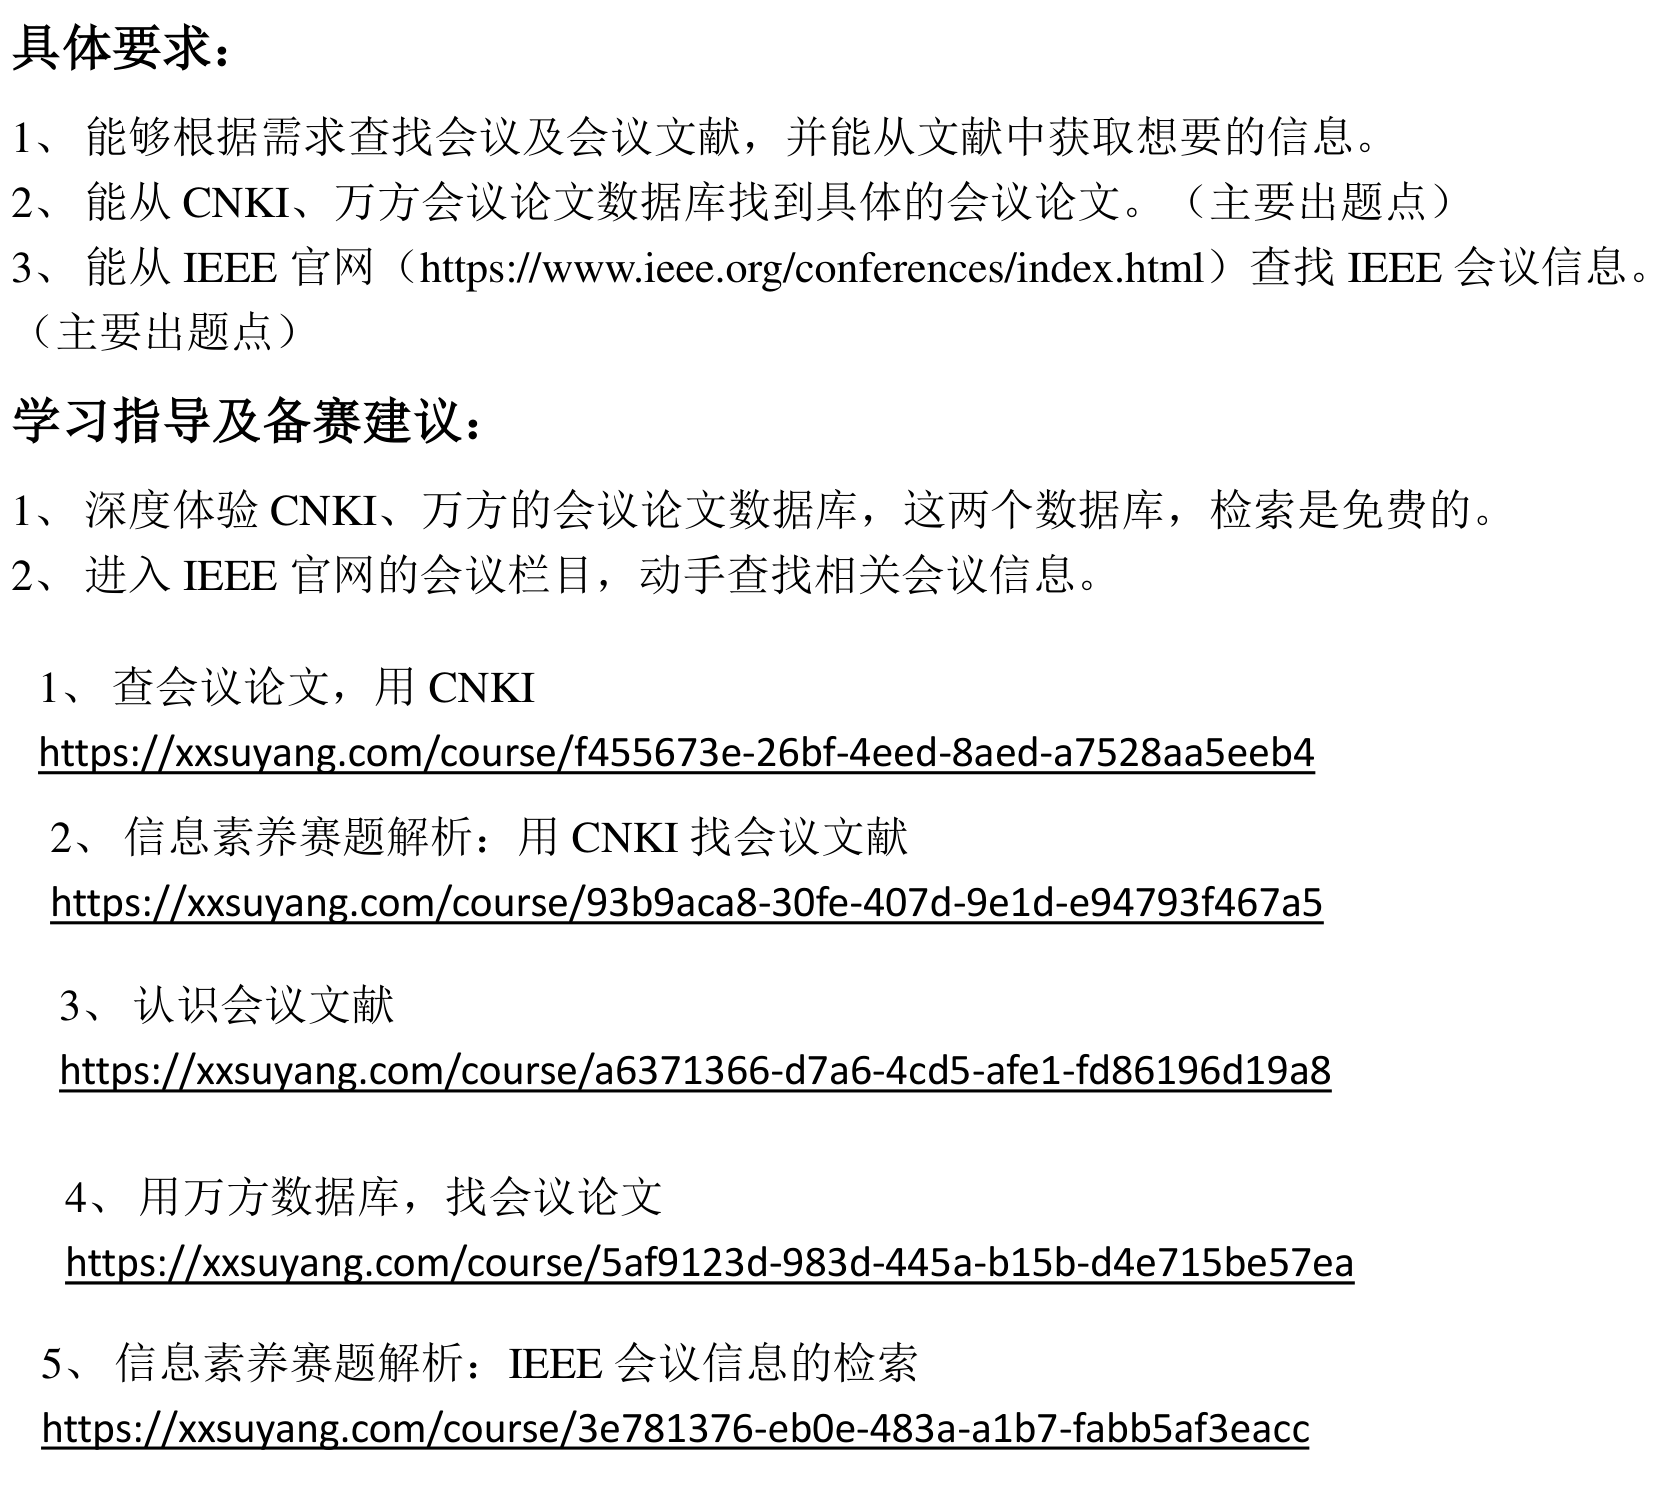 具体要求：
1、 能够根据需求查找会议及会议文献，并能从文献中获取想要的信息。
2、 能从 CNKI、万方会议论文数据库找到具体的会议论文。（主要出题点）
3、 能从 IEEE 官网（https://www.ieee.org/conferences/index.html）查找 IEEE 会议信息。
（主要出题点）
学习指导及备赛建议：
1、 深度体验 CNKI、万方的会议论文数据库，这两个数据库，检索是免费的。
2、 进入 IEEE 官网的会议栏目，动手查找相关会议信息。
1、 查会议论文，用 CNKI
https://xxsuyang.com/course/f455673e-26bf-4eed-8aed-a7528aa5eeb4
2、 信息素养赛题解析：用 CNKI 找会议文献
https://xxsuyang.com/course/93b9aca8-30fe-407d-9e1d-e94793f467a5
3、 认识会议文献
https://xxsuyang.com/course/a6371366-d7a6-4cd5-afe1-fd86196d19a8
4、 用万方数据库，找会议论文
https://xxsuyang.com/course/5af9123d-983d-445a-b15b-d4e715be57ea
5、 信息素养赛题解析：IEEE 会议信息的检索
https://xxsuyang.com/course/3e781376-eb0e-483a-a1b7-fabb5af3eacc